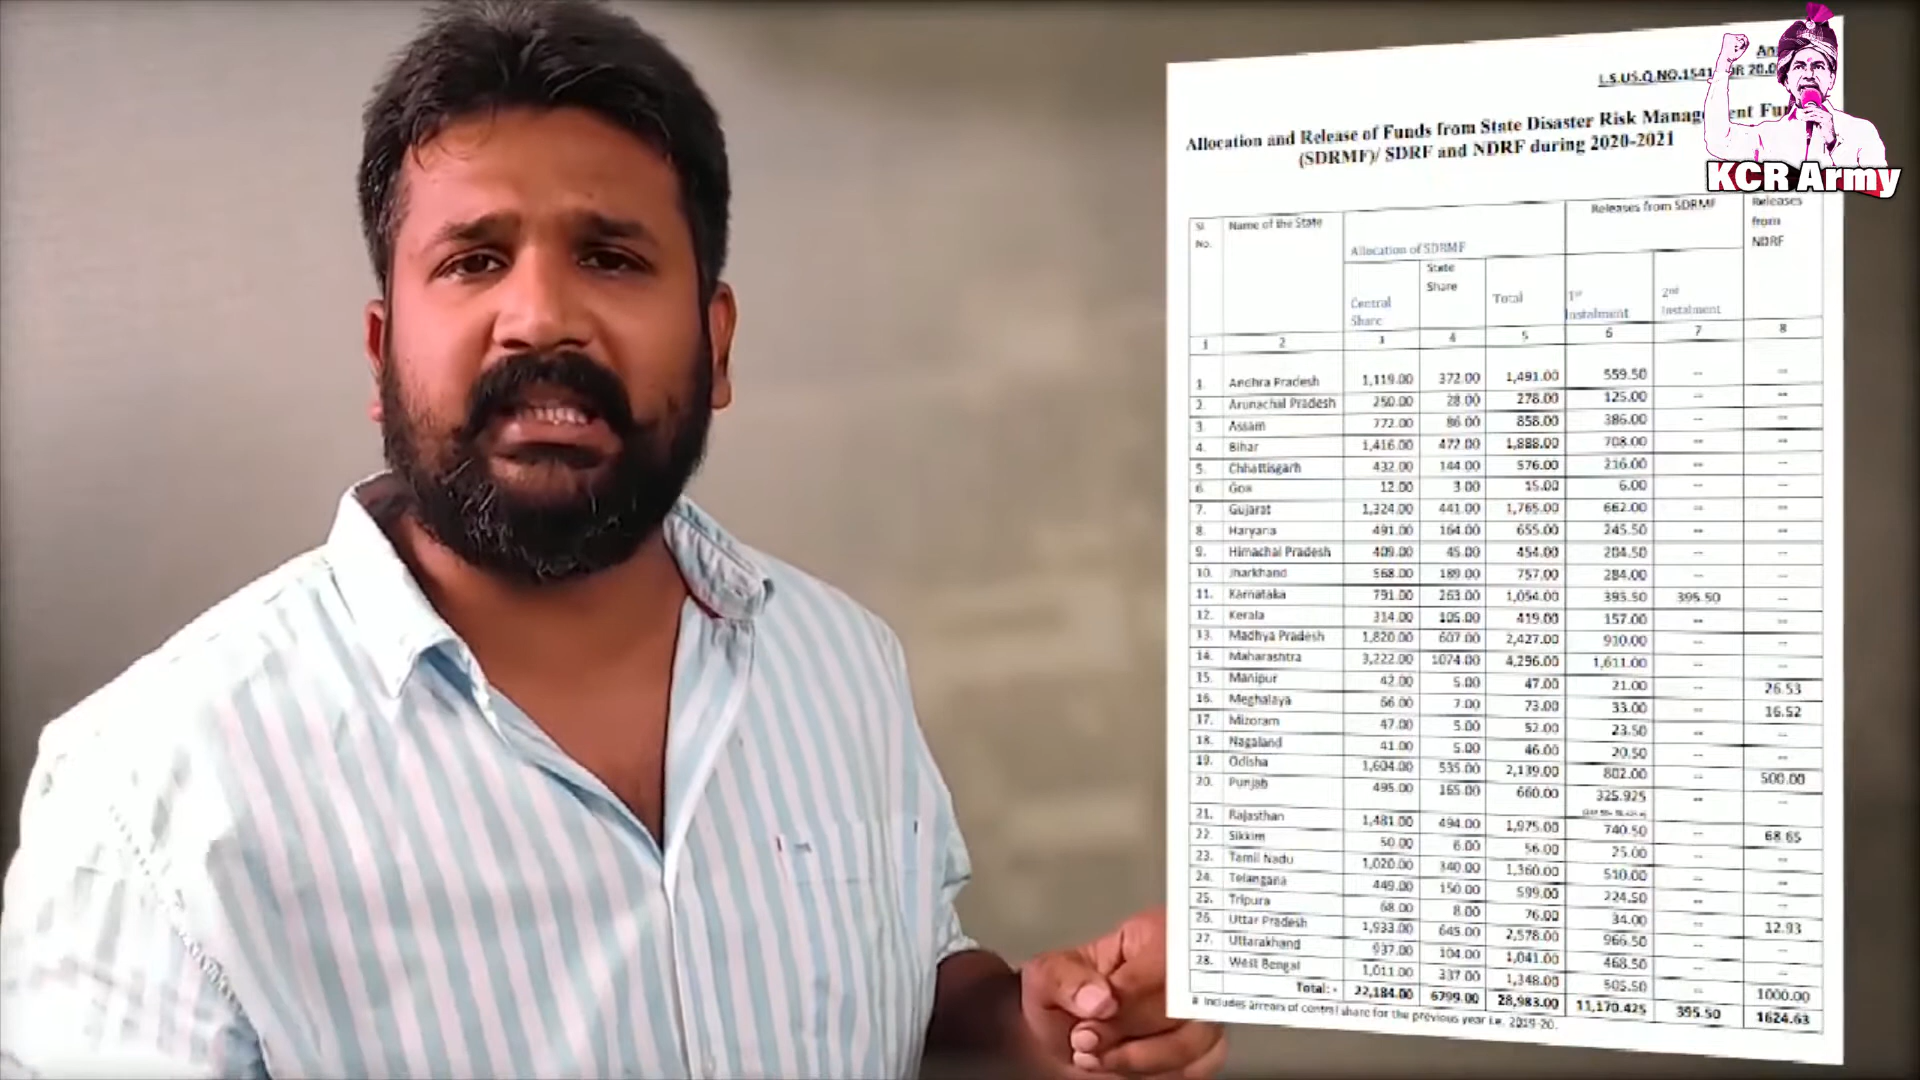 L.S.US.Q.NO.1541
Allocation and Release of Funds from State Disaster Risk Management
(SDRMF)/ SDRF and NDRF during 2020-2021
KCR Army
Sl. No. Name of the State Allocation of SDRMF Releases from SDRMF Releases from NDRF
Central Share State Share Total 1st Instalment 2nd Instalment
1 2 3 4 5 6 7 8
1. Andhra Pradesh 1,119.00 372.00 1,491.00 559.50 -- --
2. Arunachal Pradesh 250.00 28.00 278.00 125.00 -- --
3. Assam 772.00 86.00 858.00 386.00 -- --
4. Bihar 1,416.00 472.00 1,888.00 708.00 -- --
5. Chhattisgarh 432.00 144.00 576.00 216.00 -- --
6. Goa 12.00 3.00 15.00 6.00 -- --
7. Gujarat 1,324.00 441.00 1,765.00 662.00 -- --
8. Haryana 491.00 164.00 655.00 245.50 -- --
9. Himachal Pradesh 409.00 45.00 454.00 204.50 -- --
10. Jharkhand 568.00 189.00 757.00 284.00 -- --
11. Karnataka 791.00 263.00 1,054.00 395.50 395.50 --
12. Kerala 314.00 105.00 419.00 157.00 -- --
13. Madhya Pradesh 1,820.00 607.00 2,427.00 910.00 -- --
14. Maharashtra 3,222.00 1074.00 4,296.00 1,611.00 -- --
15. Manipur 42.00 5.00 47.00 21.00 -- 26.53
16. Meghalaya 66.00 7.00 73.00 33.00 -- 16.52
17. Mizoram 47.00 5.00 52.00 23.50 -- --
18. Nagaland 41.00 5.00 46.00 20.50 -- --
19. Odisha 1,604.00 535.00 2,139.00 802.00 -- 500.00
20. Punjab 495.00 165.00 660.00 325.925 -- --
21. Rajasthan 1,481.00 494.00 1,975.00 740.50 -- 68.65
22. Sikkim 50.00 6.00 56.00 25.00 -- --
23. Tamil Nadu 1,020.00 340.00 1,360.00 510.00 -- --
24. Telangana 449.00 150.00 599.00 224.50 -- --
25. Tripura 68.00 8.00 76.00 34.00 -- 12.93
26. Uttar Pradesh 1,933.00 645.00 2,578.00 966.50 -- --
27. Uttarakhand 937.00 104.00 1,041.00 468.50 -- --
28. West Bengal 1,011.00 337.00 1,348.00 505.50 -- 1000.00
Total: - 22,184.00 6799.00 28,983.00 11,170.425 395.50 1624.63
# Includes arrears of central share for the previous year i.e. 2019-20.